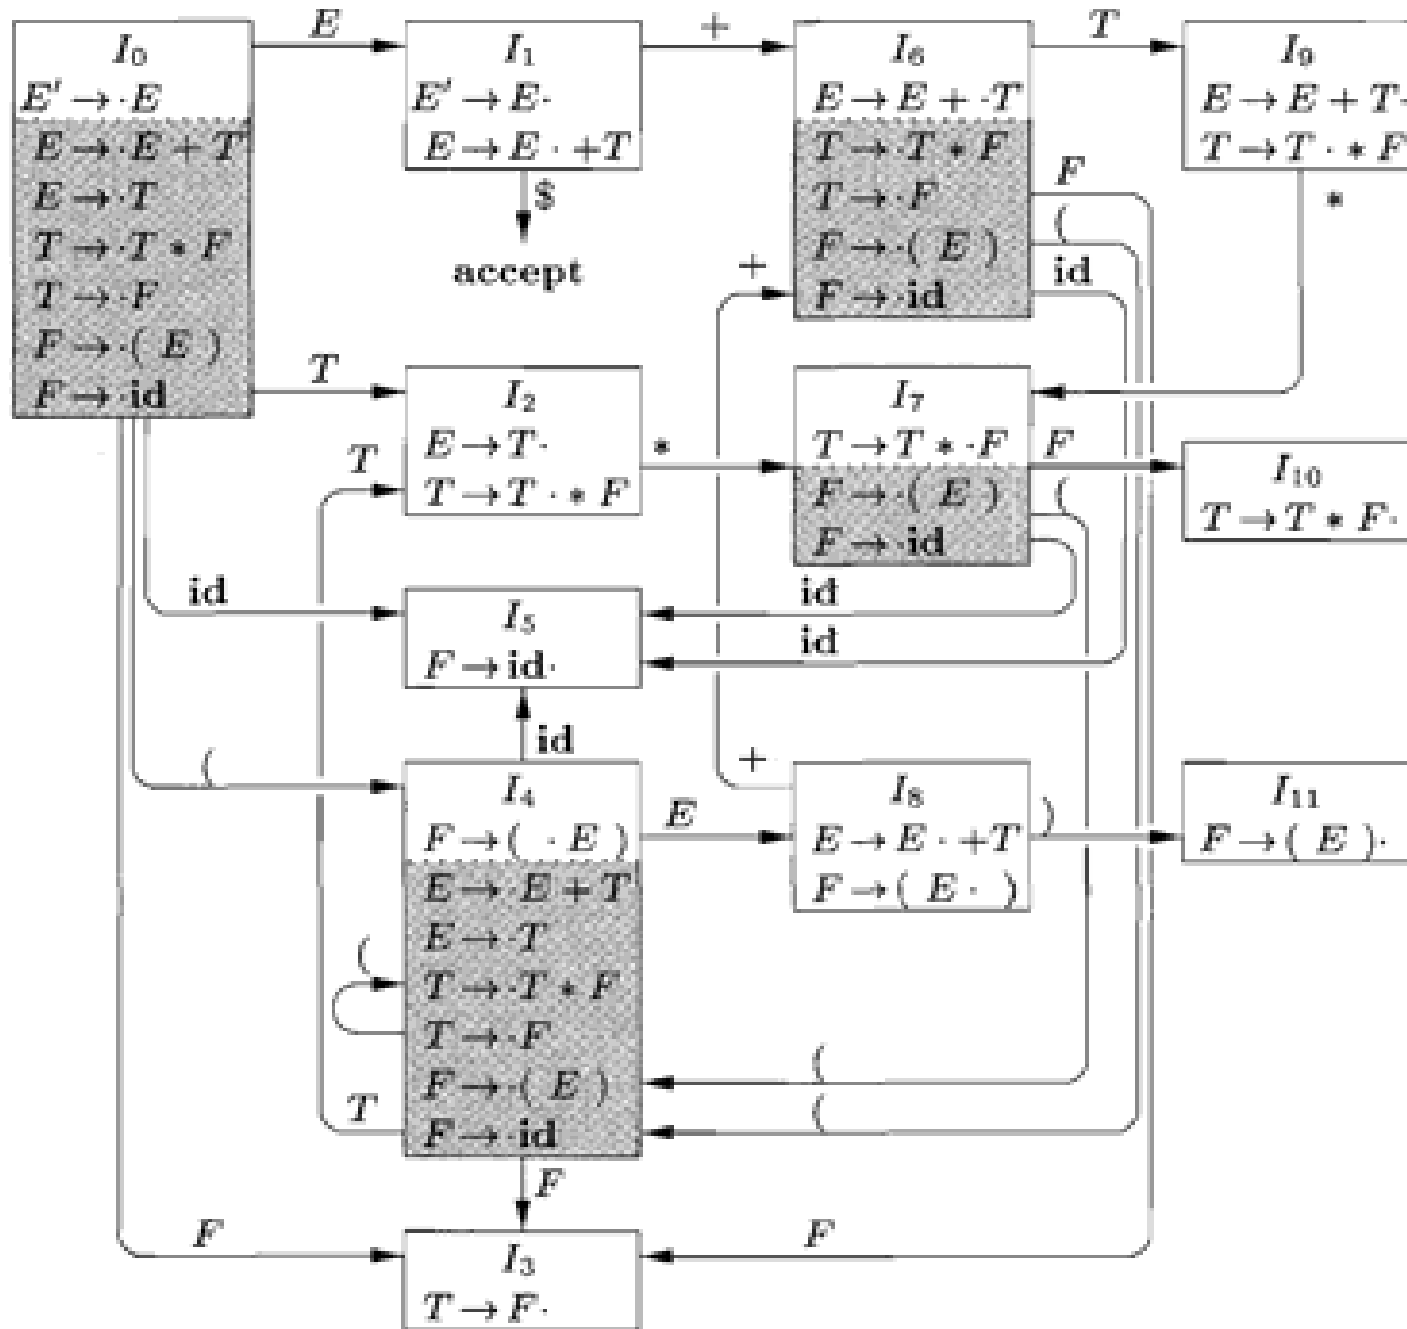 I₀
E′ → ·E
E → ·E + T
E → ·T
T → ·T * F
T → ·F
F → ·( E )
F → ·id
E
I₁
E′ → E·
E → E · +T
$
accept
+
I₆
E → E + ·T
T → ·T * F
T → ·F
F → ·( E )
F → ·id
T
I₉
E → E + T·
T → T · * F
*
F
(
id
+
T
I₂
E → T·
T → T · * F
T
*
I₇
T → T * ·F
F → ·( E )
F → ·id
F
(
I₁₀
T → T * F·
id
I₅
F → id·
id
id
id
(
I₄
F → ( · E )
E → ·E + T
E → ·T
T → ·T * F
T → ·F
F → ·( E )
F → ·id
(
T
E
+
I₈
E → E · +T
F → ( E · )
)
I₁₁
F → ( E )·
(
(
F
F
I₃
T → F·
F